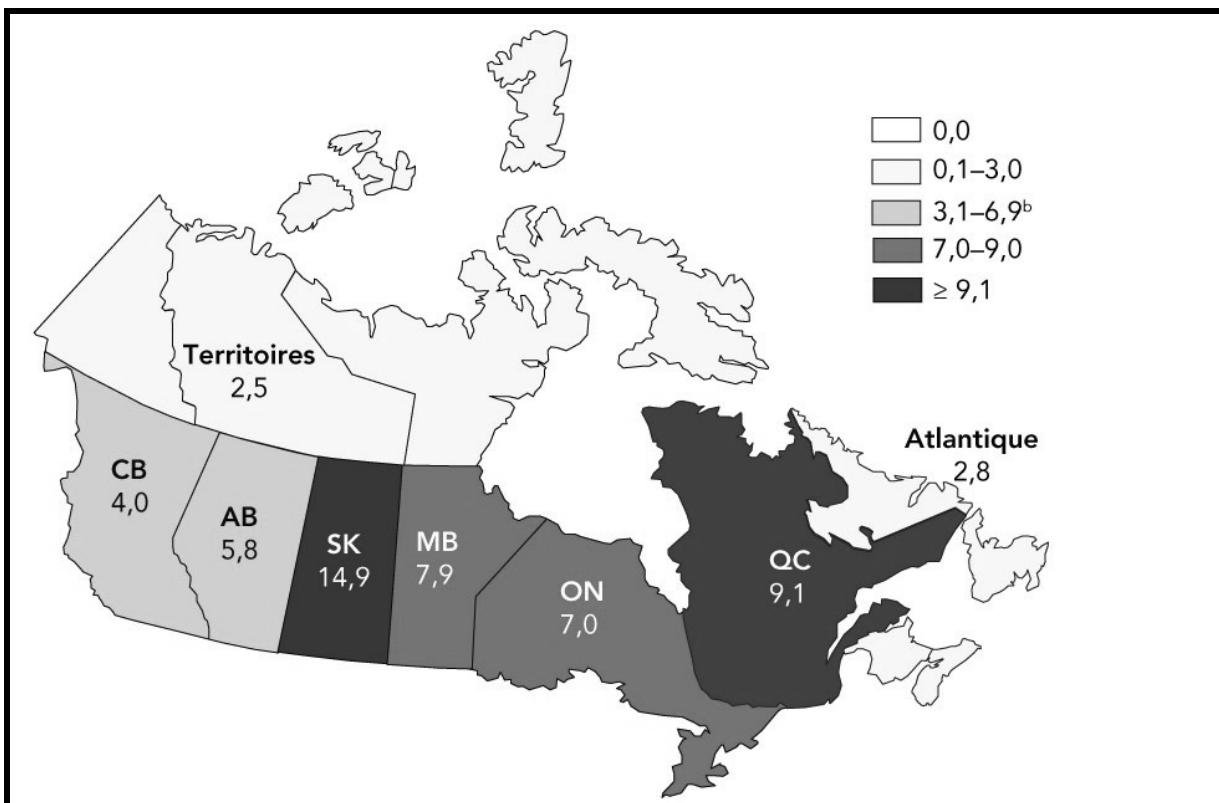 0,0
0,1–3,0
3,1–6,9ᵇ
7,0–9,0
≥ 9,1
Territoires
2,5
Atlantique
2,8
CB
4,0
AB
5,8
SK
14,9
MB
7,9
ON
7,0
QC
9,1